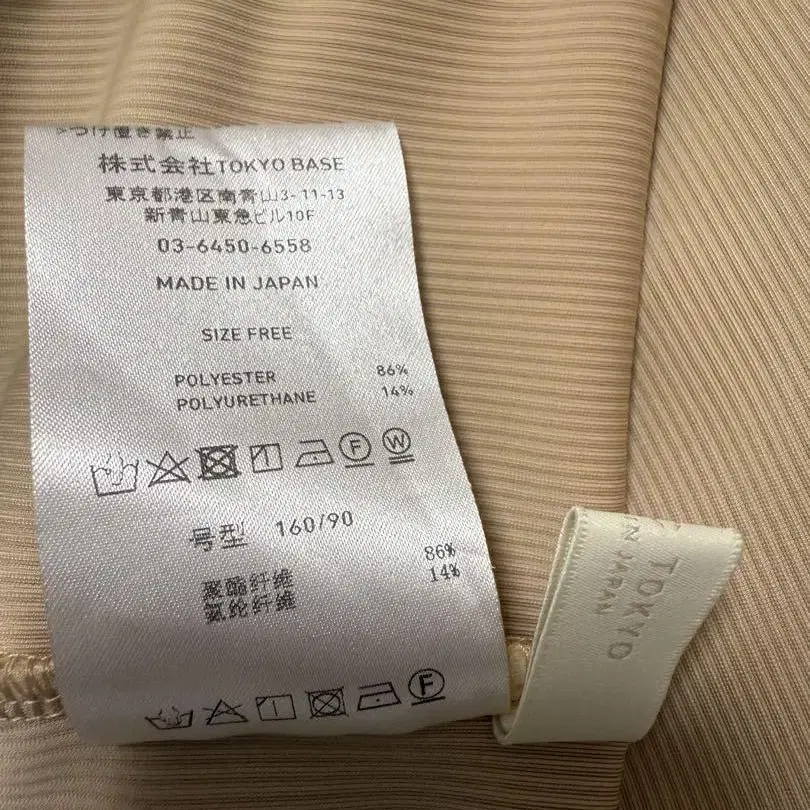 つけ置き禁止
株式会社TOKYO BASE
東京都港区南青山3-11-13
新青山東急ビル10F
03-6450-6558
MADE IN JAPAN
SIZE FREE
POLYESTER 86%
POLYURETHANE 14%
F W
号型 160/90
聚酯纤维 86%
氨纶纤维 14%
F
TOKYO
IN JAPAN